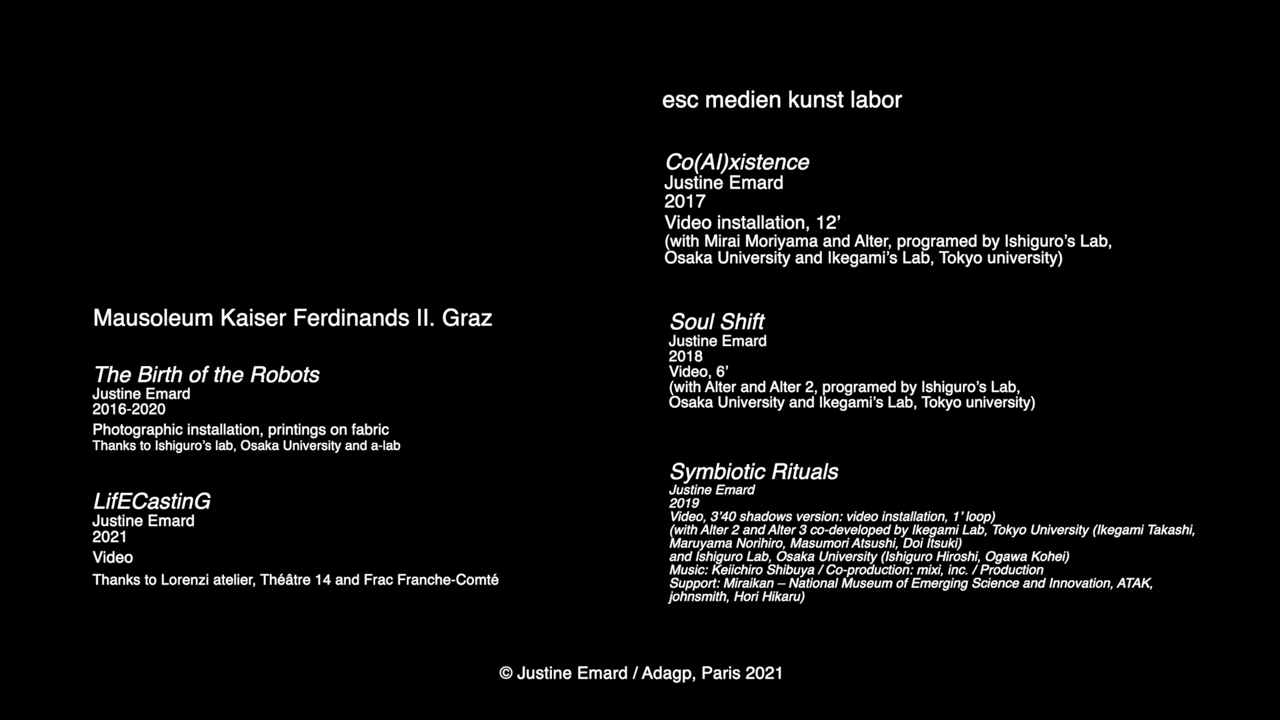 Mausoleum Kaiser Ferdinands II. Graz
The Birth of the Robots
Justine Emard
2016-2020
Photographic installation, printings on fabric
Thanks to Ishiguro’s lab, Osaka University and a-lab
LifECastinG
Justine Emard
2021
Video
Thanks to Lorenzi atelier, Théâtre 14 and Frac Franche-Comté
esc medien kunst labor
Co(AI)xistence
Justine Emard
2017
Video installation, 12’
(with Mirai Moriyama and Alter, programed by Ishiguro’s Lab,
Osaka University and Ikegami’s Lab, Tokyo university)
Soul Shift
Justine Emard
2018
Video, 6’
(with Alter and Alter 2, programed by Ishiguro’s Lab,
Osaka University and Ikegami’s Lab, Tokyo university)
Symbiotic Rituals
Justine Emard
2019
Video, 3’40 shadows version: video installation, 1’ loop)
(with Alter 2 and Alter 3 co-developed by Ikegami Lab, Tokyo University (Ikegami Takashi,
Maruyama Norihiro, Masumori Atsushi, Doi Itsuki)
and Ishiguro Lab, Osaka University (Ishiguro Hiroshi, Ogawa Kohei)
Music: Keiichiro Shibuya / Co-production: mixi, inc. / Production
Support: Miraikan – National Museum of Emerging Science and Innovation, ATAK,
johnsmith, Hori Hikaru)
© Justine Emard / Adagp, Paris 2021